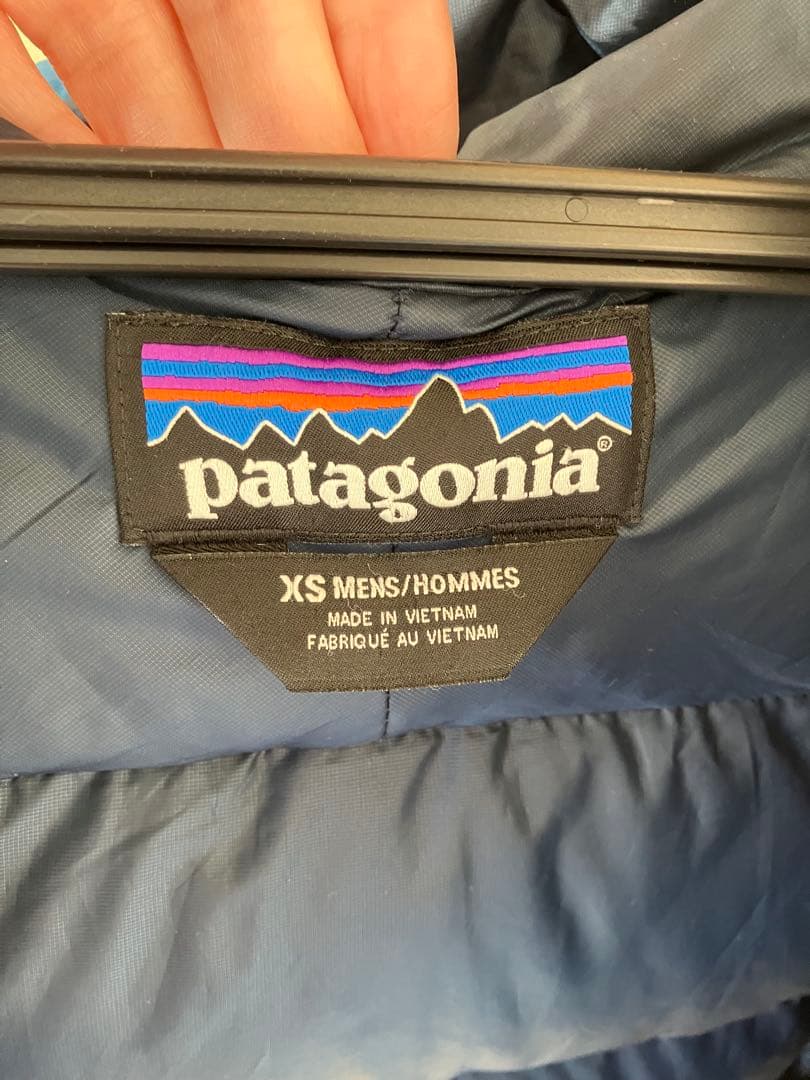 patagonia®
XS MENS/HOMMES
MADE IN VIETNAM
FABRIQUÉ AU VIETNAM